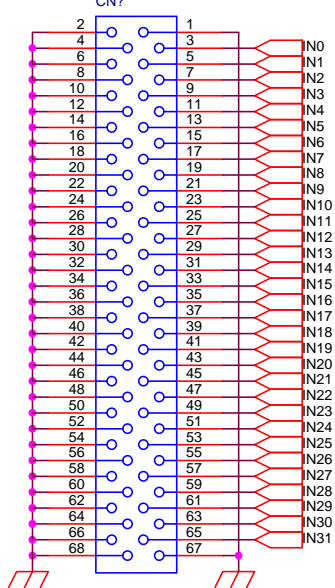 CN?
2 1
4 3 IN0
6 5 IN1
8 7 IN2
10 9 IN3
12 11 IN4
14 13 IN5
16 15 IN6
18 17 IN7
20 19 IN8
22 21 IN9
24 23 IN10
26 25 IN11
28 27 IN12
30 29 IN13
32 31 IN14
34 33 IN15
36 35 IN16
38 37 IN17
40 39 IN18
42 41 IN19
44 43 IN20
46 45 IN21
48 47 IN22
50 49 IN23
52 51 IN24
54 53 IN25
56 55 IN26
58 57 IN27
60 59 IN28
62 61 IN29
64 63 IN30
66 65 IN31
68 67